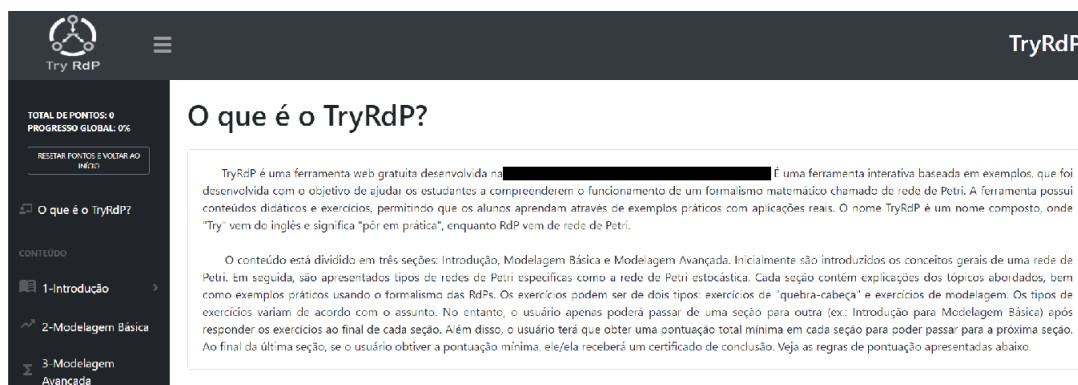 Try RdP
TryRdP
TOTAL DE PONTOS: 0
PROGRESSO GLOBAL: 0%
RESETAR PONTOS E VOLTAR AO
INÍCIO
O que é o TryRdP?
CONTEÚDO
1-Introdução
2-Modelagem Básica
3-Modelagem
Avançada
O que é o TryRdP?
TryRdP é uma ferramenta web gratuita desenvolvida na É uma ferramenta interativa baseada em exemplos, que foi
desenvolvida com o objetivo de ajudar os estudantes a compreenderem o funcionamento de um formalismo matemático chamado de rede de Petri. A ferramenta possui
conteúdos didáticos e exercícios, permitindo que os alunos aprendam através de exemplos práticos com aplicações reais. O nome TryRdP é um nome composto, onde
"Try" vem do inglês e significa "pôr em prática", enquanto RdP vem de rede de Petri.
O conteúdo está dividido em três seções: Introdução, Modelagem Básica e Modelagem Avançada. Inicialmente são introduzidos os conceitos gerais de uma rede de
Petri. Em seguida, são apresentados tipos de redes de Petri especificas como a rede de Petri estocástica. Cada seção contém explicações dos tópicos abordados, bem
como exemplos práticos usando o formalismo das RdPs. Os exercícios podem ser de dois tipos: exercícios de "quebra-cabeça" e exercícios de modelagem. Os tipos de
exercícios variam de acordo com o assunto. No entanto, o usuário apenas poderá passar de uma seção para outra (ex.: Introdução para Modelagem Básica) após
responder os exercícios ao final de cada seção. Além disso, o usuário terá que obter uma pontuação total mínima em cada seção para poder passar para a próxima seção.
Ao final da última seção, se o usuário obtiver a pontuação mínima, ele/ela receberá um certificado de conclusão. Veja as regras de pontuação apresentadas abaixo.